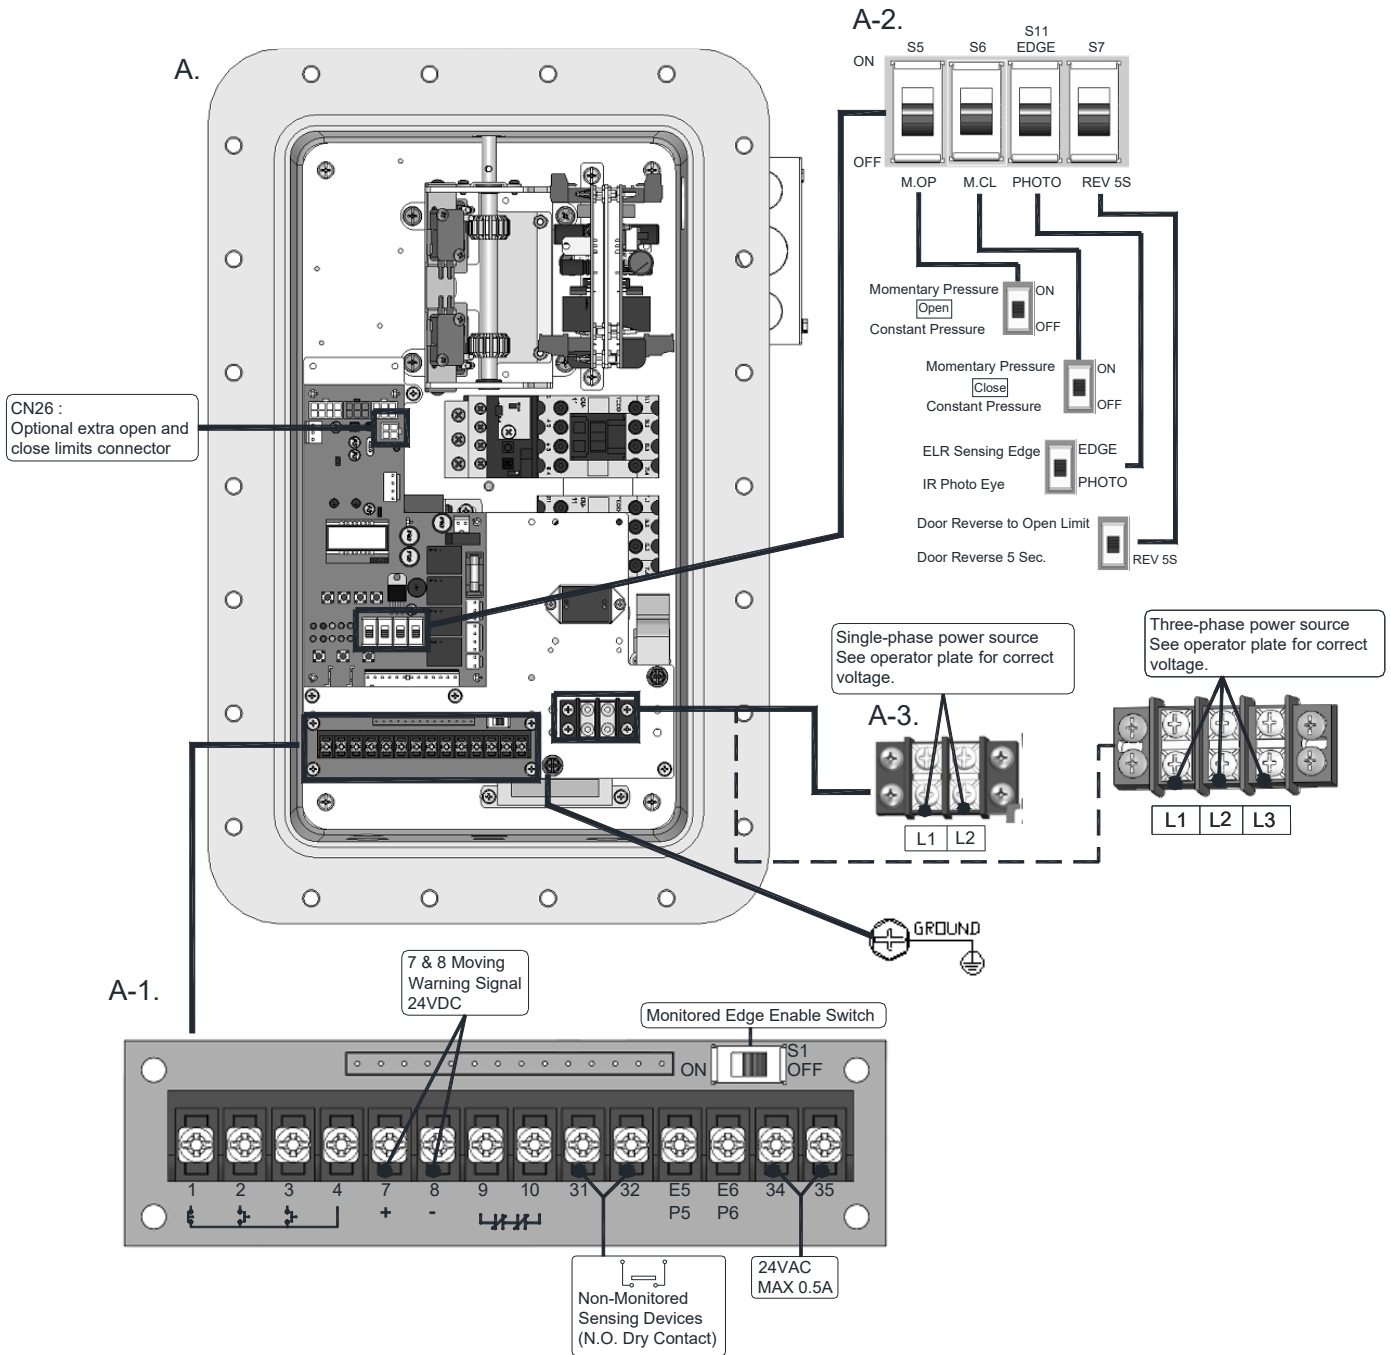 A.
A-2.
S5
S6
S11
EDGE
S7
ON
OFF
M.OP
M.CL
PHOTO
REV 5S
Momentary Pressure
Open
Constant Pressure
ON
OFF
Momentary Pressure
Close
Constant Pressure
ON
OFF
ELR Sensing Edge
IR Photo Eye
EDGE
PHOTO
Door Reverse to Open Limit
Door Reverse 5 Sec.
REV 5S
CN26 :
Optional extra open and
close limits connector
Single-phase power source
See operator plate for correct
voltage.
Three-phase power source
See operator plate for correct
voltage.
A-3.
L1 L2
L1 L2 L3
GROUND
A-1.
7 & 8 Moving
Warning Signal
24VDC
Monitored Edge Enable Switch
S1
ON
OFF
1 2 3 4 7 8 9 10 31 32 E5 E6 34 35
+ - P5 P6
Non-Monitored
Sensing Devices
(N.O. Dry Contact)
24VAC
MAX 0.5A